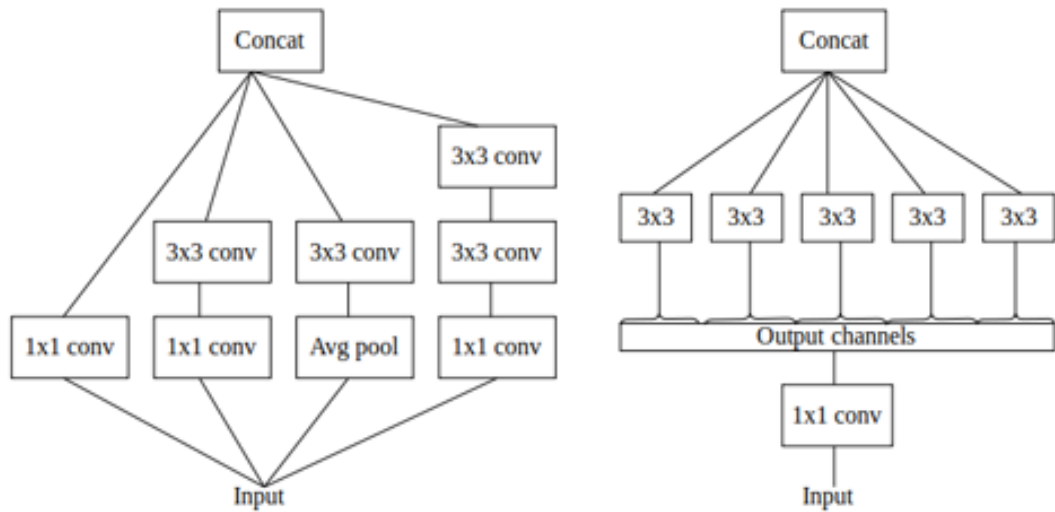 Concat
3x3 conv
3x3 conv
3x3 conv
3x3 conv
1x1 conv
1x1 conv
Avg pool
1x1 conv
Input
Concat
3x3
3x3
3x3
3x3
3x3
Output channels
1x1 conv
Input